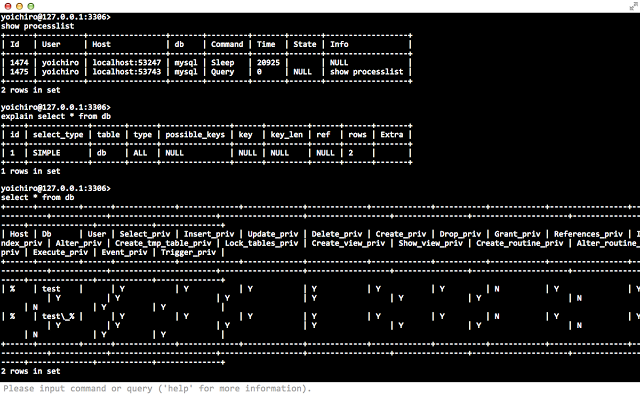 yoichiro@127.0.0.1:3306>
show processlist
+------+----------+-----------------+-------+---------+-------+-------+------------------+
| Id | User | Host | db | Command | Time | State | Info |
+------+----------+-----------------+-------+---------+-------+-------+------------------+
| 1474 | yoichiro | localhost:53247 | mysql | Sleep | 20925 | | NULL |
| 1475 | yoichiro | localhost:53743 | mysql | Query | 0 | NULL | show processlist |
+------+----------+-----------------+-------+---------+-------+-------+------------------+
2 rows in set
yoichiro@127.0.0.1:3306>
explain select * from db
+----+-------------+-------+------+---------------+------+---------+------+------+-------+
| id | select_type | table | type | possible_keys | key | key_len | ref | rows | Extra |
+----+-------------+-------+------+---------------+------+---------+------+------+-------+
| 1 | SIMPLE | db | ALL | NULL | NULL | NULL | NULL | 2 | |
+----+-------------+-------+------+---------------+------+---------+------+------+-------+
1 rows in set
yoichiro@127.0.0.1:3306>
select * from db
| Host | Db | User | Select_priv | Insert_priv | Update_priv | Delete_priv | Create_priv | Drop_priv | Grant_priv | References_priv | I
ndex_priv | Alter_priv | Create_tmp_table_priv | Lock_tables_priv | Create_view_priv | Show_view_priv | Create_routine_priv | Alter_routine_
priv | Execute_priv | Event_priv | Trigger_priv |
| % | test | | Y | Y | Y | Y | Y | Y | N | Y | Y
| Y | Y | Y | Y | Y | Y | N
| N | Y | Y |
| % | test\_% | | Y | Y | Y | Y | Y | Y | N | Y | Y
| Y | Y | Y | Y | Y | Y | N
| N | Y | Y |
2 rows in set
Please input command or query ('help' for more information).